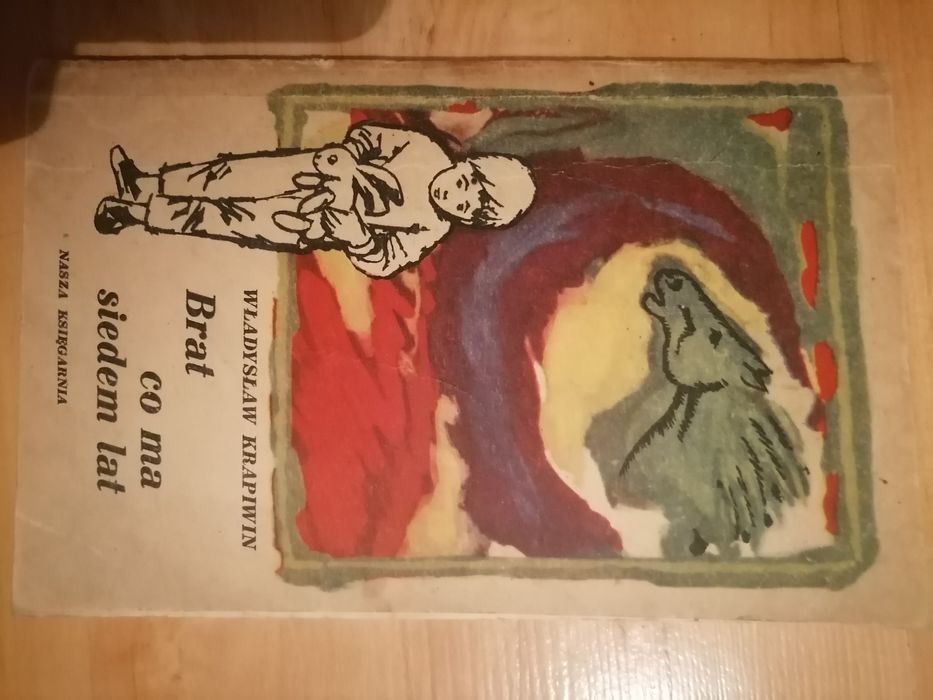 WŁADYSŁAW KRAPIWIN
Brat
co ma
siedem lat
NASZA KSIĘGARNIA